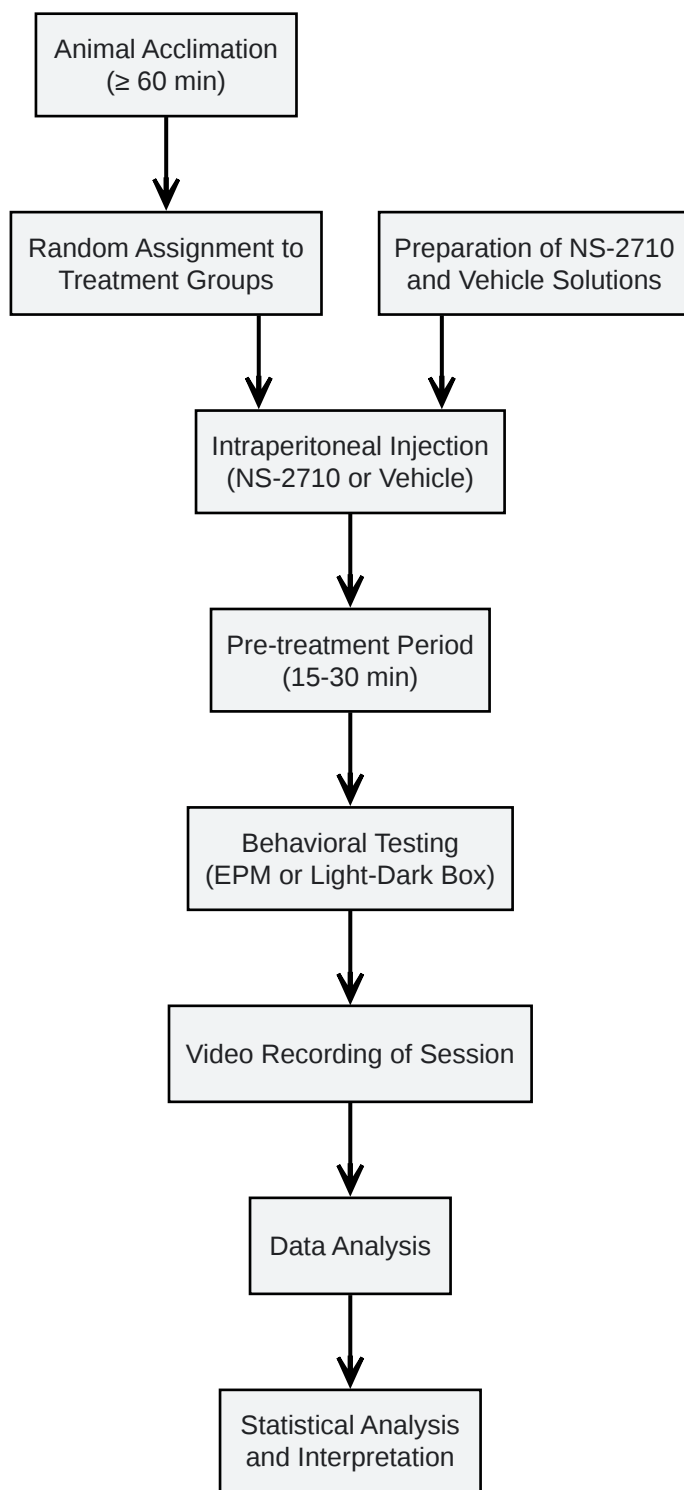 Animal Acclimation
(≥ 60 min)
Random Assignment to
Treatment Groups
Preparation of NS-2710
and Vehicle Solutions
Intraperitoneal Injection
(NS-2710 or Vehicle)
Pre-treatment Period
(15-30 min)
Behavioral Testing
(EPM or Light-Dark Box)
Video Recording of Session
Data Analysis
Statistical Analysis
and Interpretation